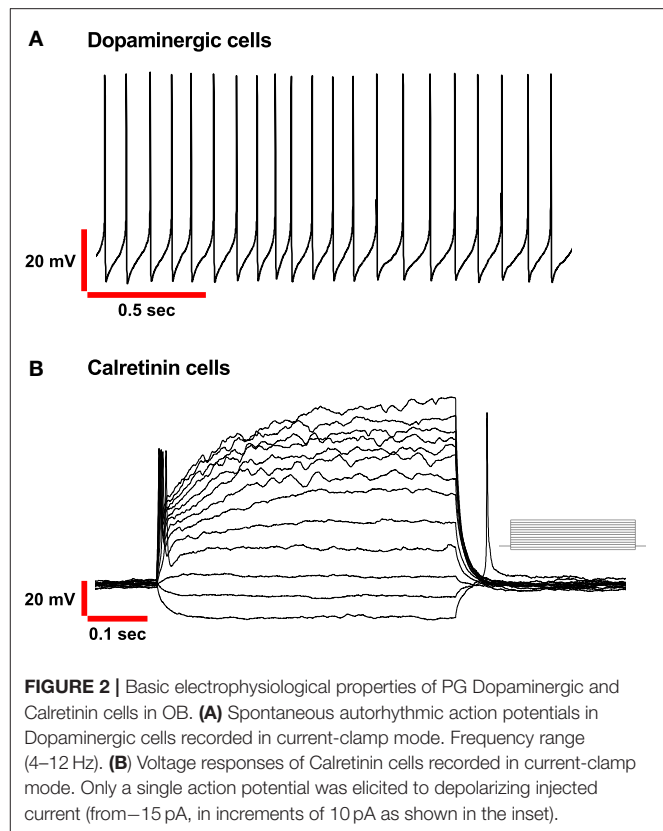 A Dopaminergic cells
20 mV
0.5 sec
B Calretinin cells
20 mV
0.1 sec
FIGURE 2 | Basic electrophysiological properties of PG Dopaminergic and
Calretinin cells in OB. (A) Spontaneous autorhythmic action potentials in
Dopaminergic cells recorded in current-clamp mode. Frequency range
(4–12 Hz). (B) Voltage responses of Calretinin cells recorded in current-clamp
mode. Only a single action potential was elicited to depolarizing injected
current (from−15 pA, in increments of 10 pA as shown in the inset).